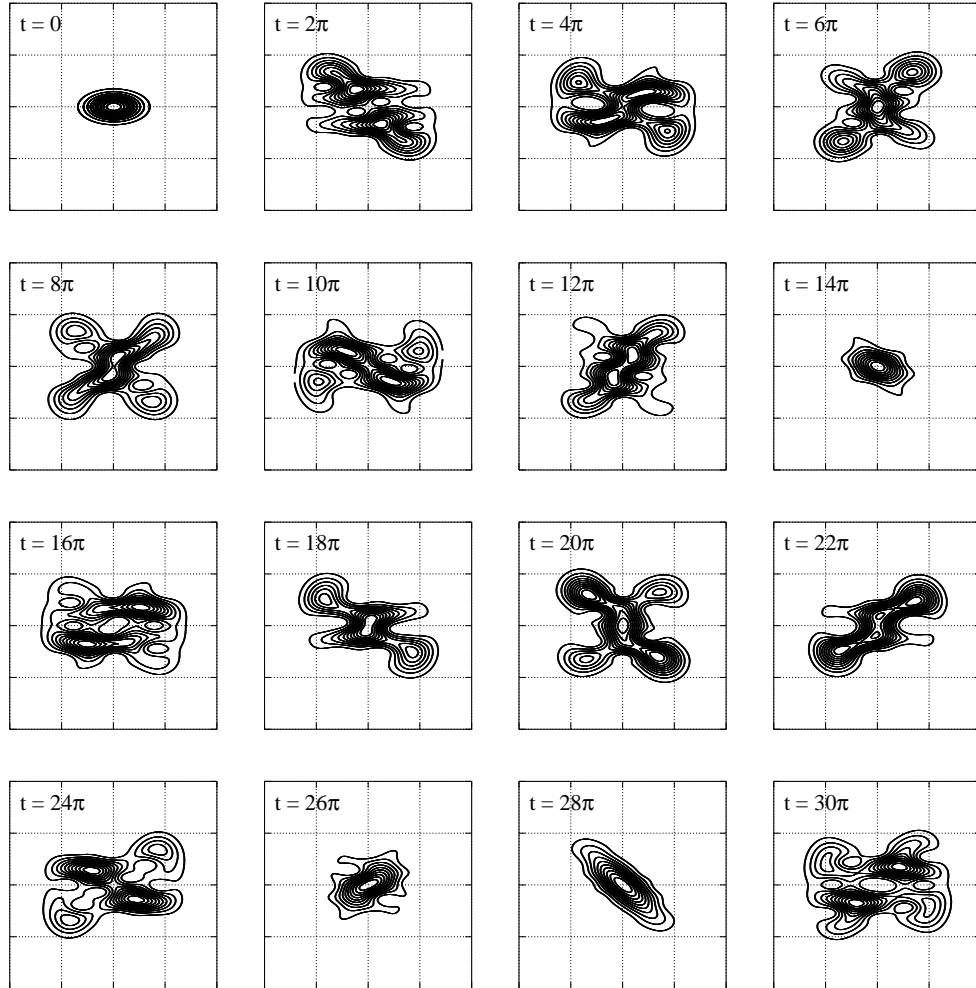 t = 0
t = 2π
t = 4π
t = 6π
t = 8π
t = 10π
t = 12π
t = 14π
t = 16π
t = 18π
t = 20π
t = 22π
t = 24π
t = 26π
t = 28π
t = 30π